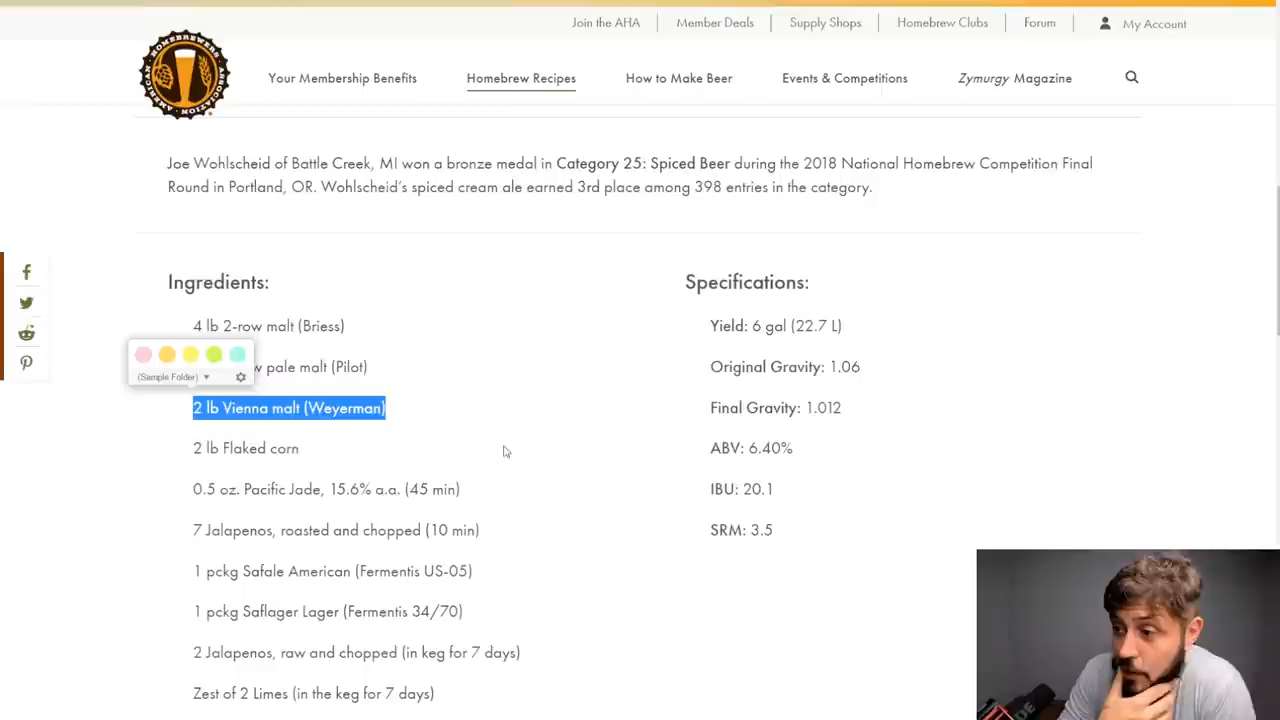 Join the AHA
Member Deals
Supply Shops
Homebrew Clubs
Forum
My Account
AMERICAN HOMEBREWERS ASSOCIATION
Your Membership Benefits
Homebrew Recipes
How to Make Beer
Events & Competitions
Zymurgy Magazine
Joe Wohlscheid of Battle Creek, MI won a bronze medal in Category 25: Spiced Beer during the 2018 National Homebrew Competition Final
Round in Portland, OR. Wohlscheid's spiced cream ale earned 3rd place among 398 entries in the category.
Ingredients:
4 lb 2-row malt (Briess)
(Sample Folder)
pale malt (Pilot)
2 lb Vienna malt (Weyerman)
2 lb Flaked corn
0.5 oz. Pacific Jade, 15.6% a.a. (45 min)
7 Jalapenos, roasted and chopped (10 min)
1 pckg Safale American (Fermentis US-05)
1 pckg Saflager Lager (Fermentis 34/70)
2 Jalapenos, raw and chopped (in keg for 7 days)
Zest of 2 Limes (in the keg for 7 days)
Specifications:
Yield: 6 gal (22.7 L)
Original Gravity: 1.06
Final Gravity: 1.012
ABV: 6.40%
IBU: 20.1
SRM: 3.5